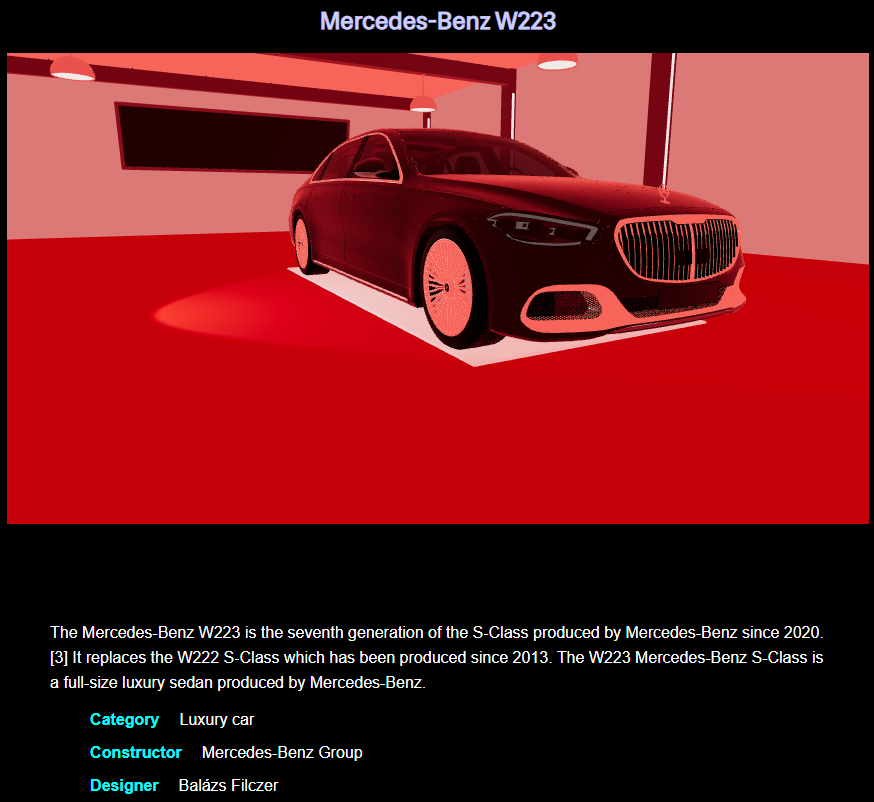 Mercedes-Benz W223
The Mercedes-Benz W223 is the seventh generation of the S-Class produced by Mercedes-Benz since 2020.
[3] It replaces the W222 S-Class which has been produced since 2013. The W223 Mercedes-Benz S-Class is
a full-size luxury sedan produced by Mercedes-Benz.
Category Luxury car
Constructor Mercedes-Benz Group
Designer Balázs Filczer